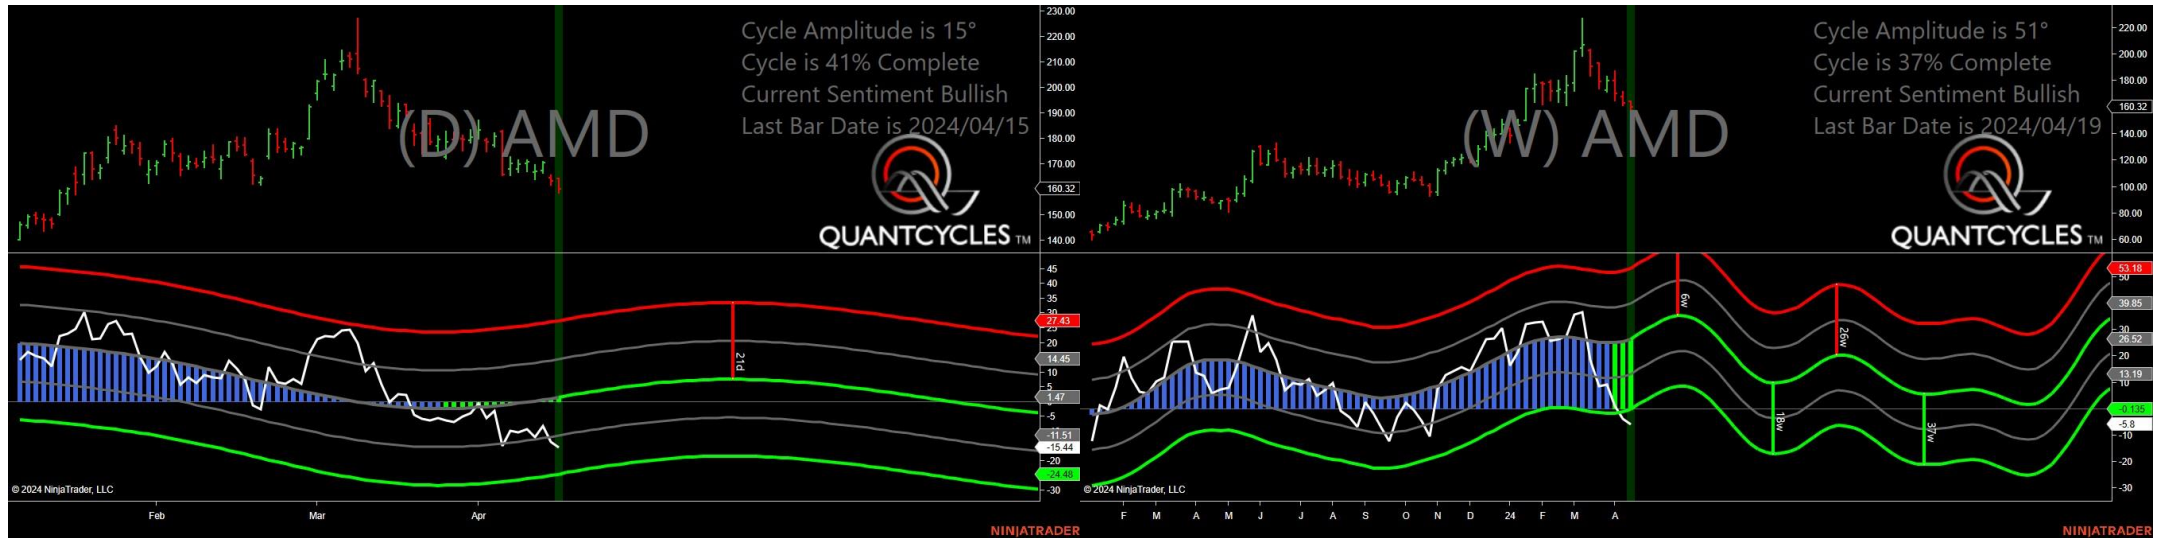 230.00
220.00
210.00
200.00
190.00
180.00
170.00
160.32
150.00
140.00
Cycle Amplitude is 15°
Cycle is 41% Complete
Current Sentiment Bullish
Last Bar Date is 2024/04/15
(D) AMD
QUANTCYCLES TM
45
40
35
30
27.43
25
20
14.45
10
5
1.47
-5
-11.51
-15.44
-20
-24.48
-30
21d
© 2024 NinjaTrader, LLC
Feb
Mar
Apr
NINJATRADER
220.00
200.00
180.00
160.32
140.00
120.00
100.00
80.00
60.00
Cycle Amplitude is 51°
Cycle is 37% Complete
Current Sentiment Bullish
Last Bar Date is 2024/04/19
(W) AMD
QUANTCYCLES TM
53.18
50
39.85
30
26.52
20
13.19
10
-0.135
-5.8
-10
-20
-30
6w
18w
26w
37w
© 2024 NinjaTrader, LLC
F
M
A
M
J
J
A
S
O
N
D
24
F
M
A
NINJATRADER